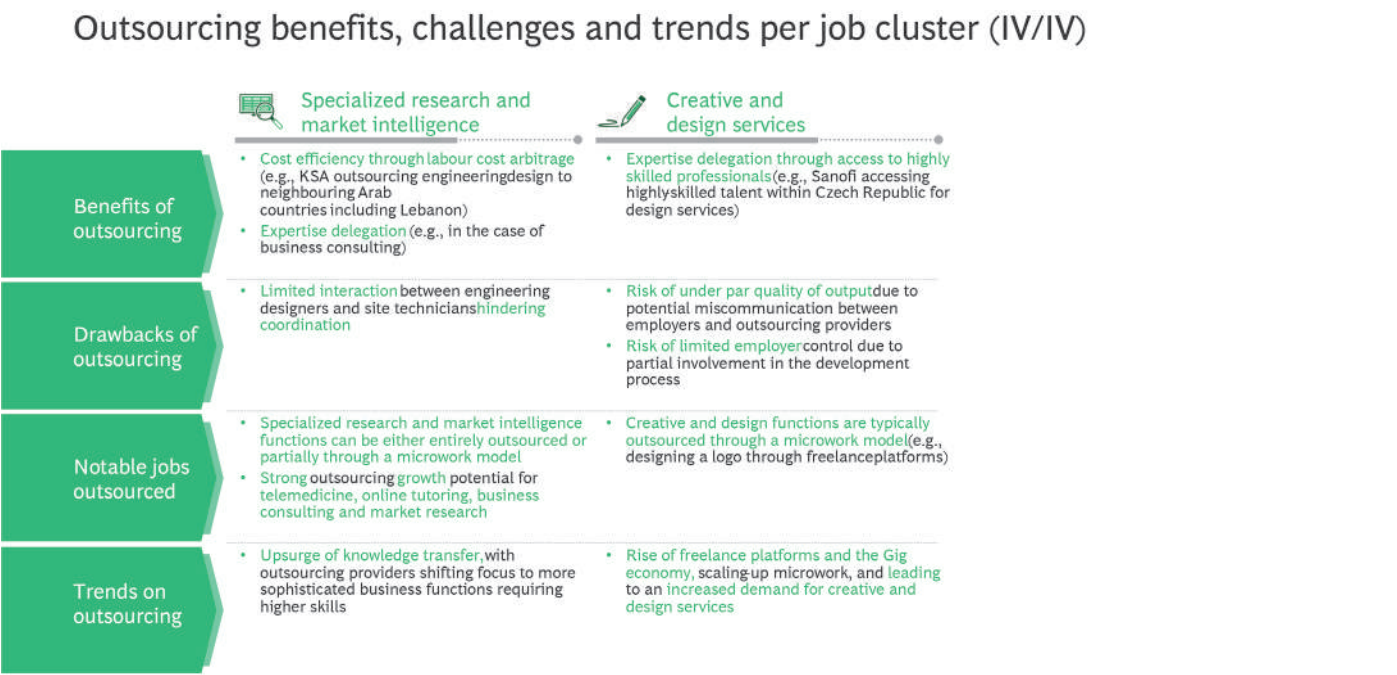 Outsourcing benefits, challenges and trends per job cluster (IV/IV)
Specialized research and
market intelligence
Creative and
design services
Benefits of
outsourcing
• Cost efficiency through labour cost arbitrage
(e.g., KSA outsourcing engineeringdesign to
neighbouring Arab
countries including Lebanon)
• Expertise delegation (e.g., in the case of
business consulting)
• Expertise delegation through access to highly
skilled professionals(e.g., Sanofi accessing
highly-skilled talent within Czech Republic for
design services)
Drawbacks of
outsourcing
• Limited interaction between engineering
designers and site technicianshindering
coordination
• Risk of under par quality of outputdue to
potential miscommunication between
employers and outsourcing providers
• Risk of limited employercontrol due to
partial involvement in the development
process
Notable jobs
outsourced
• Specialized research and market intelligence
functions can be either entirely outsourced or
partially through a microwork model
• Strong outsourcing growth potential for
telemedicine, online tutoring, business
consulting and market research
• Creative and design functions are typically
outsourced through a microwork model(e.g.,
designing a logo through freelanceplatforms)
Trends on
outsourcing
• Upsurge of knowledge transfer,with
outsourcing providers shifting focus to more
sophisticated business functions requiring
higher skills
• Rise of freelance platforms and the Gig
economy, scaling-up microwork, and leading
to an increased demand for creative and
design services